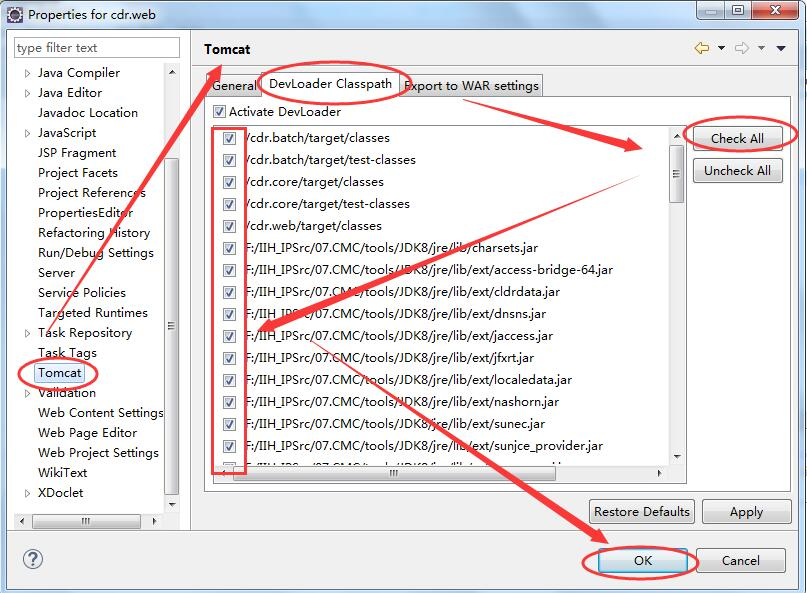 Properties for cdr.web
type filter text
Java Compiler
Java Editor
Javadoc Location
JavaScript
JSP Fragment
Project Facets
Project References
PropertiesEditor
Refactoring History
Run/Debug Settings
Server
Service Policies
Targeted Runtimes
Task Repository
Task Tags
Tomcat
Validation
Web Content Settings
Web Page Editor
Web Project Settings
WikiText
XDoclet
Tomcat
General DevLoader Classpath Export to WAR settings
Activate DevLoader
/cdr.batch/target/classes
/cdr.batch/target/test-classes
/cdr.core/target/classes
/cdr.core/target/test-classes
/cdr.web/target/classes
F:/IIH_IPSrc/07.CMC/tools/JDK8/jre/lib/charsets.jar
F:/IIH_IPSrc/07.CMC/tools/JDK8/jre/lib/ext/access-bridge-64.jar
F:/IIH_IPSrc/07.CMC/tools/JDK8/jre/lib/ext/cldrdata.jar
F:/IIH_IPSrc/07.CMC/tools/JDK8/jre/lib/ext/dnsns.jar
F:/IIH_IPSrc/07.CMC/tools/JDK8/jre/lib/ext/jaccess.jar
F:/IIH_IPSrc/07.CMC/tools/JDK8/jre/lib/ext/jfxrt.jar
F:/IIH_IPSrc/07.CMC/tools/JDK8/jre/lib/ext/localedata.jar
F:/IIH_IPSrc/07.CMC/tools/JDK8/jre/lib/ext/nashorn.jar
F:/IIH_IPSrc/07.CMC/tools/JDK8/jre/lib/ext/sunec.jar
F:/IIH_IPSrc/07.CMC/tools/JDK8/jre/lib/ext/sunjce_provider.jar
Check All
Uncheck All
Restore Defaults
Apply
OK
Cancel